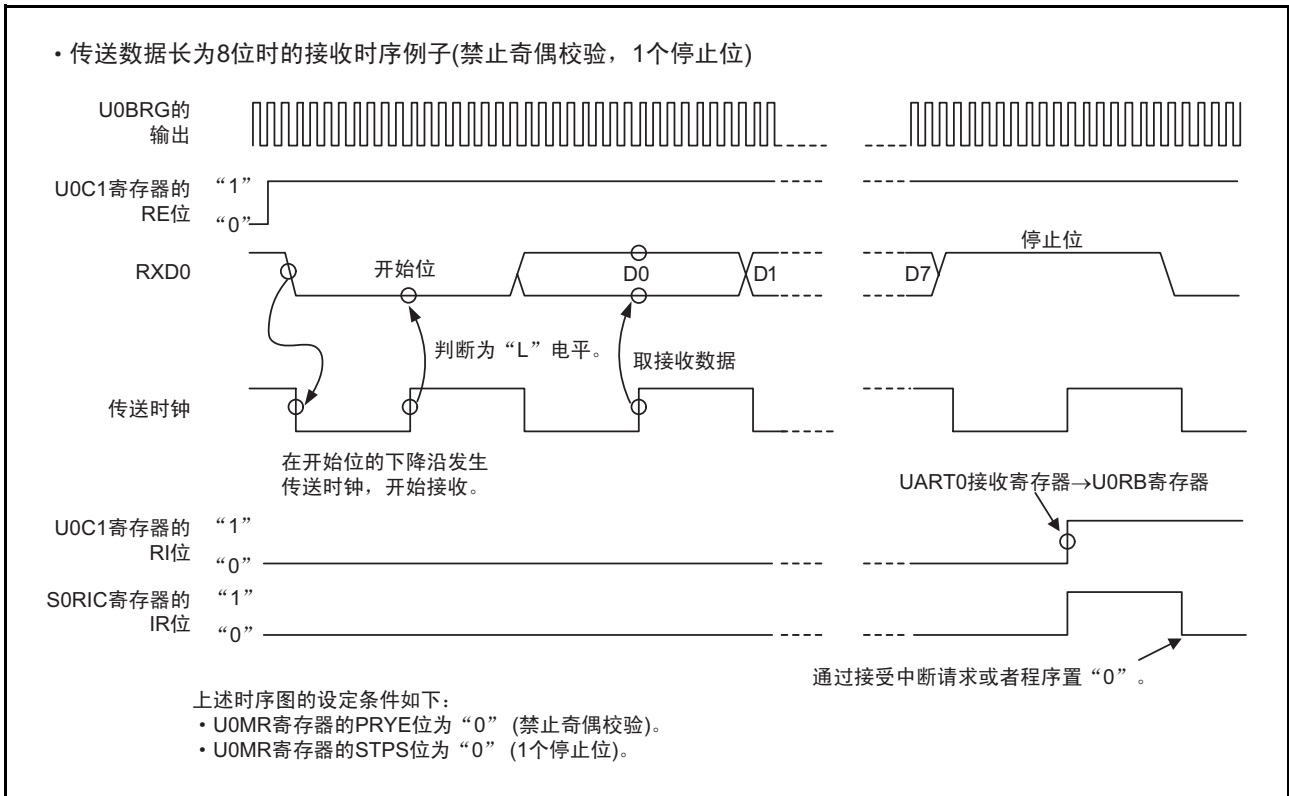 ・传送数据长为8位时的接收时序例子(禁止奇偶校验，1个停止位)
U0BRG的
输出
U0C1寄存器的
RE位
“1”
“0”
RXD0
开始位
D0
D1
D7
停止位
判断为“L”电平。
取接收数据
传送时钟
在开始位的下降沿发生
传送时钟，开始接收。
UART0接收寄存器→U0RB寄存器
U0C1寄存器的
RI位
“1”
“0”
S0RIC寄存器的
IR位
“1”
“0”
通过接受中断请求或者程序置“0”。
上述时序图的设定条件如下：
・U0MR寄存器的PRYE位为“0” (禁止奇偶校验)。
・U0MR寄存器的STPS位为“0” (1个停止位)。